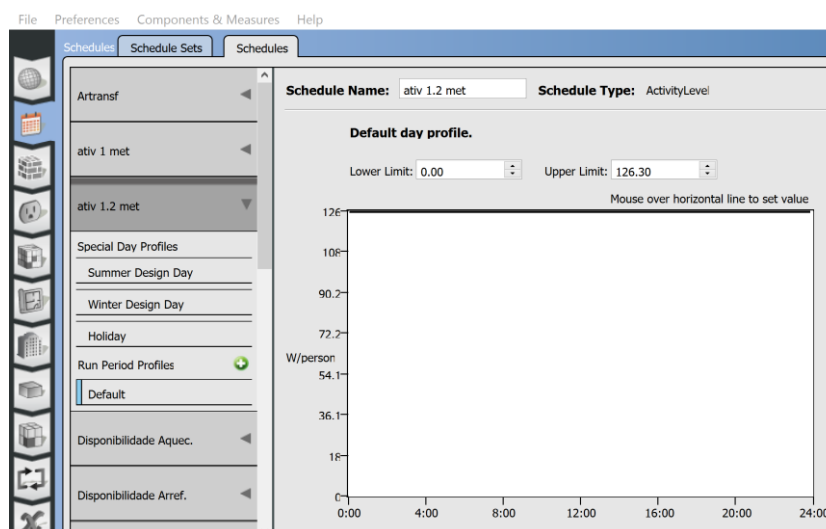 File Preferences Components & Measures Help
Schedules Schedule Sets Schedules
Artransf
ativ 1 met
ativ 1.2 met
Special Day Profiles
Summer Design Day
Winter Design Day
Holiday
Run Period Profiles
Default
Disponibilidade Aquec.
Disponibilidade Arref.
Schedule Name: ativ 1.2 met Schedule Type: ActivityLevel
Default day profile.
Lower Limit: 0.00 Upper Limit: 126.30
Mouse over horizontal line to set value
126
108
90.2
72.2
W/person
54.1
36.1
18
0
0:00 4:00 8:00 12:00 16:00 20:00 24:00